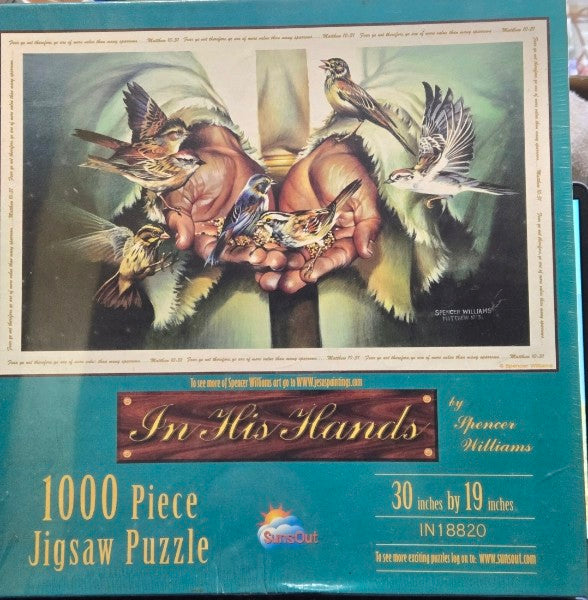 Fear ye not therefore, ye are of more value than many sparrows. . . . Matthew 10:31
SPENCER WILLIAMS
© Spencer Williams
To see more of Spencer Williams art go to WWW.jesuspaintings.com
In His Hands
by
Spencer
Williams
1000 Piece
Jigsaw Puzzle
SunsOut
30 inches by 19 inches
IN18820
To see more exciting puzzles log on to: WWW.sunsout.com